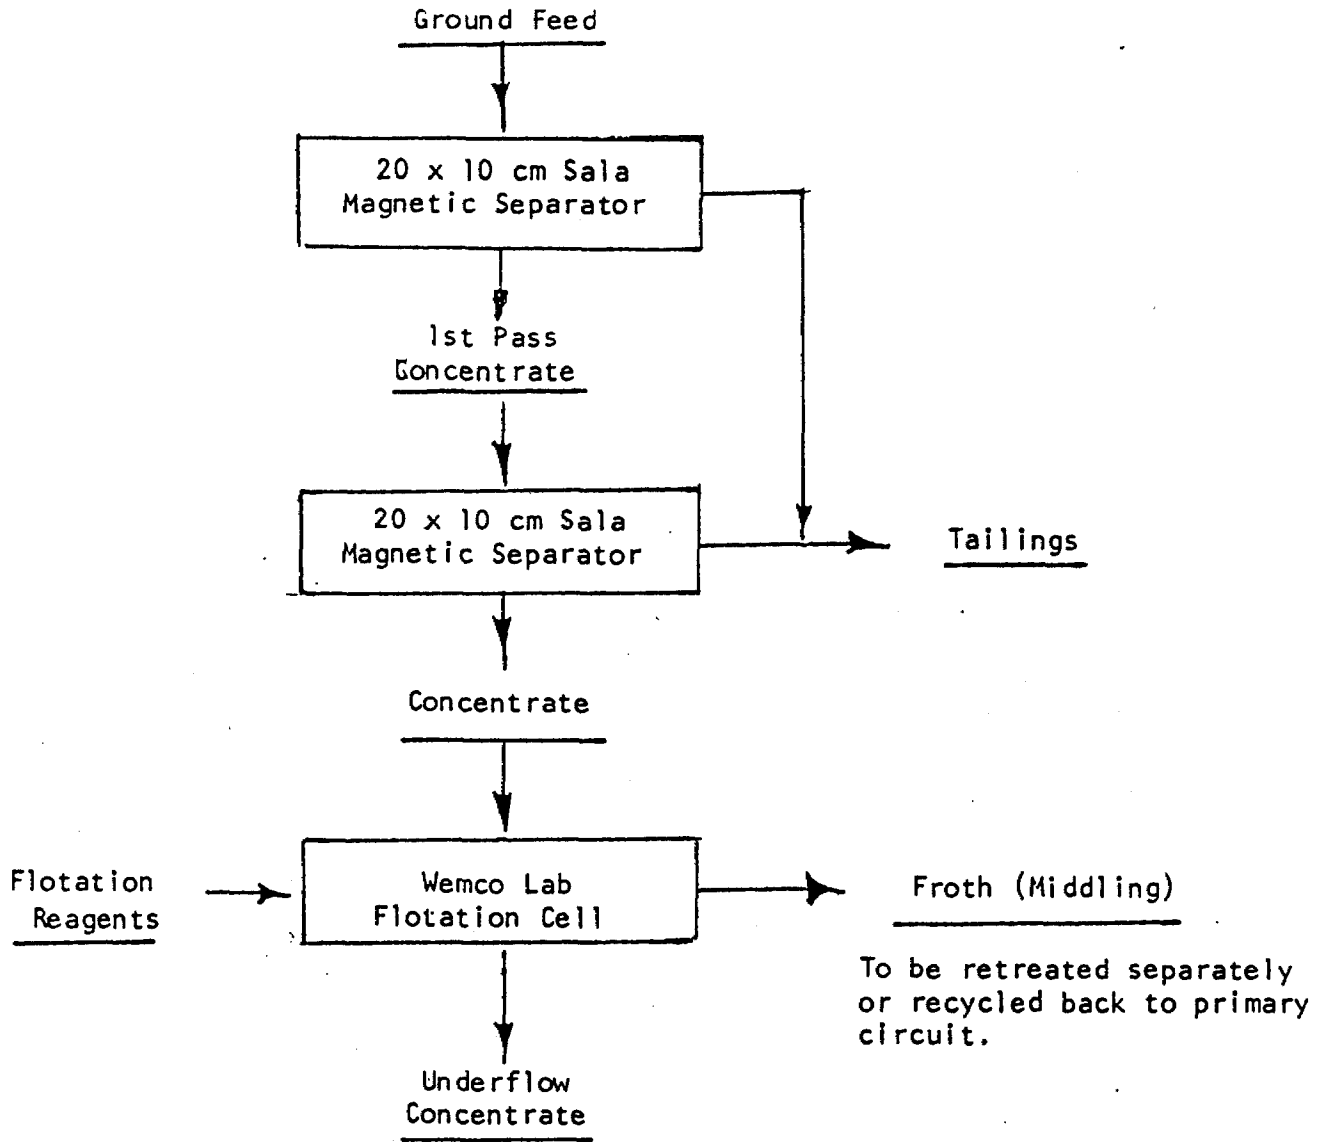 Ground Feed
20 x 10 cm Sala
Magnetic Separator
1st Pass
Concentrate
20 x 10 cm Sala
Magnetic Separator
Tailings
Concentrate
Flotation
Reagents
Wemco Lab
Flotation Cell
Froth (Middling)
To be retreated separately
or recycled back to primary
circuit.
Underflow
Concentrate